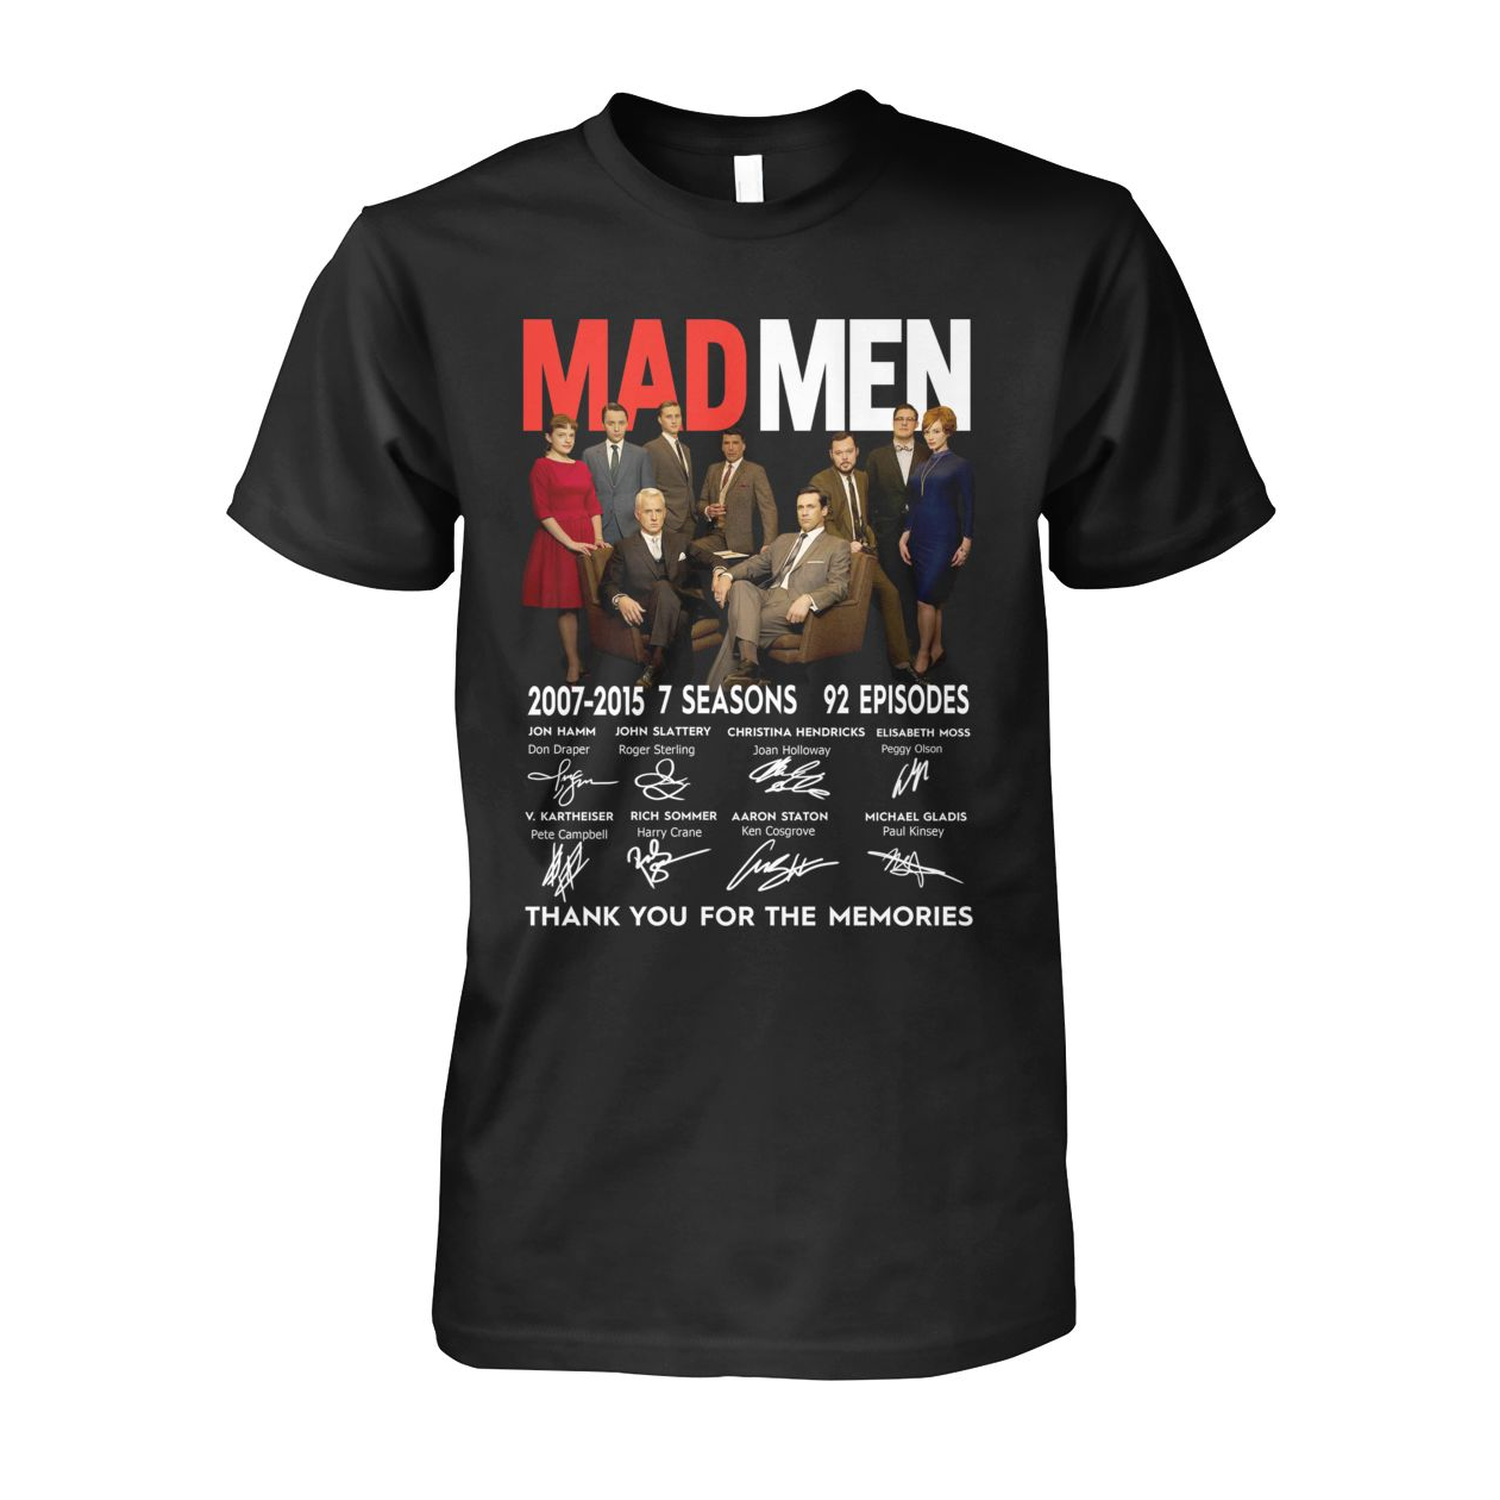 MAD MEN
2007-2015 7 SEASONS 92 EPISODES
JON HAMM JOHN SLATTERY CHRISTINA HENDRICKS ELISABETH MOSS
Don Draper Roger Sterling Joan Holloway Peggy Olson
V. KARTHEISER RICH SOMMER AARON STATON MICHAEL GLADIS
Pete Campbell Harry Crane Ken Cosgrove Paul Kinsey
THANK YOU FOR THE MEMORIES